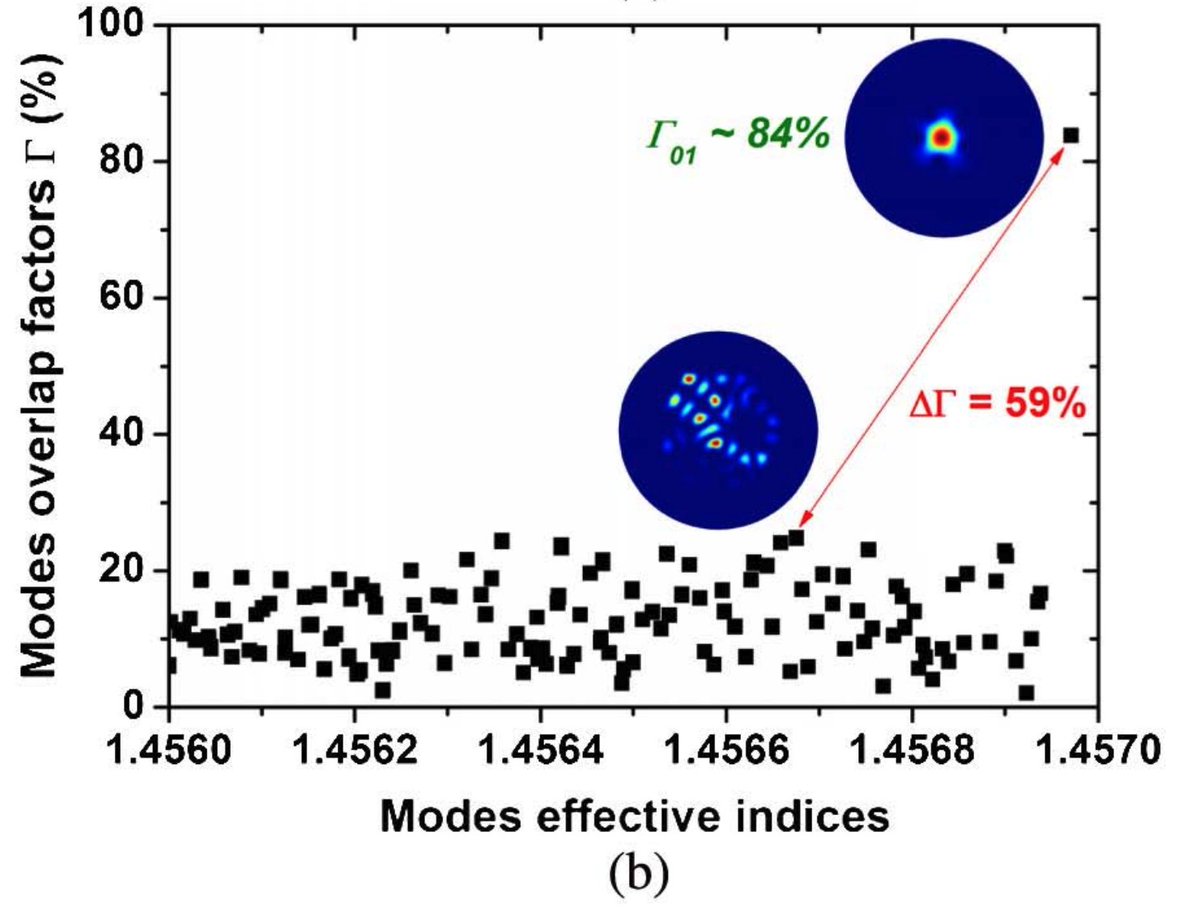 100
80
60
40
20
0
Modes overlap factors Γ (%)
Γ01 ~ 84%
ΔΓ = 59%
1.4560 1.4562 1.4564 1.4566 1.4568 1.4570
Modes effective indices
(b)